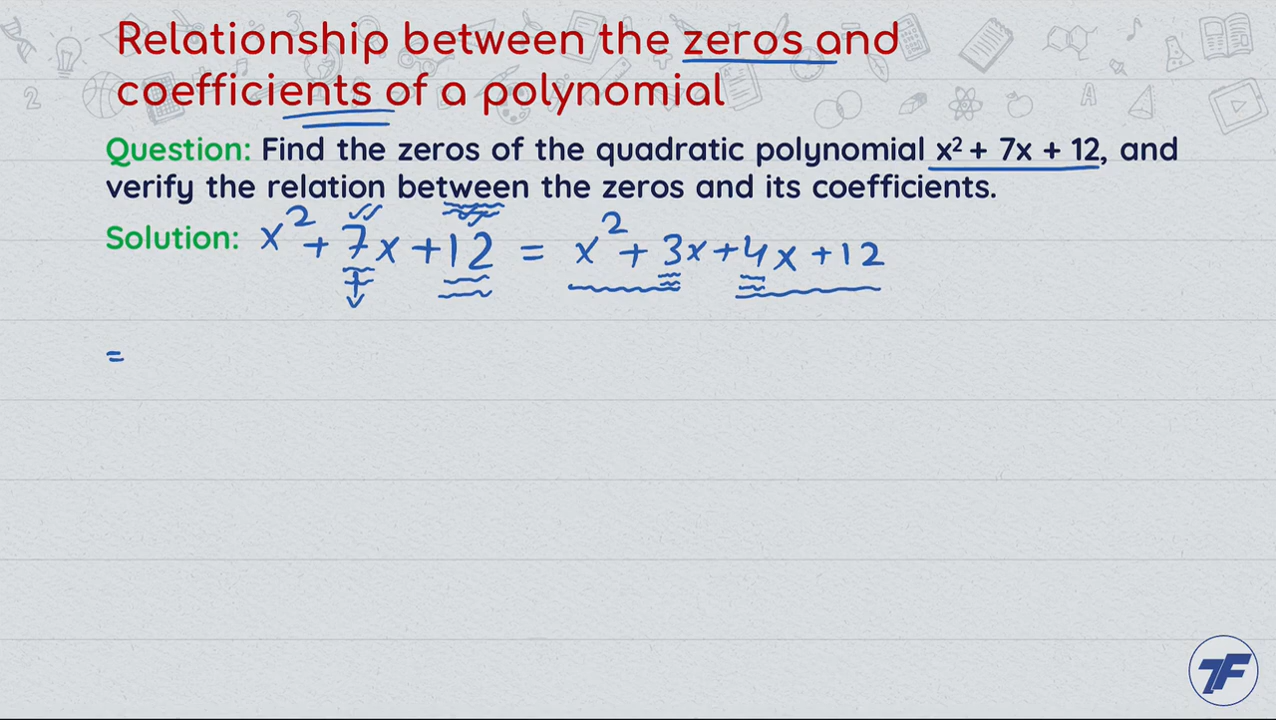 Relationship between the zeros and
coefficients of a polynomial
Question: Find the zeros of the quadratic polynomial x² + 7x + 12, and
verify the relation between the zeros and its coefficients.
Solution: x² + 7x + 12 = x² + 3x + 4x + 12
=
TF